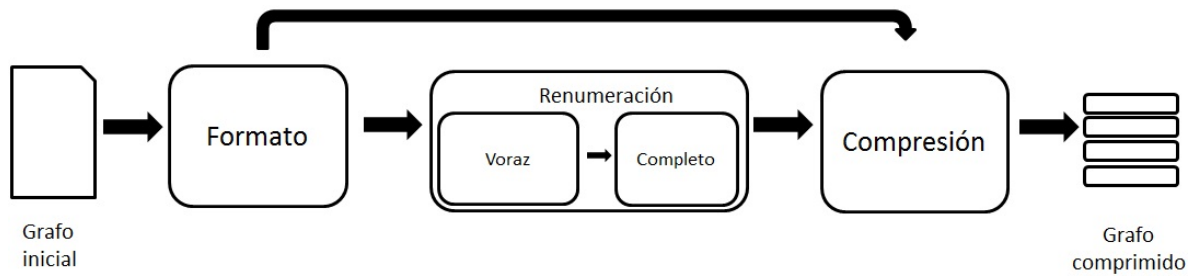 Grafo
inicial
Formato
Renumeración
Voraz
Completo
Compresión
Grafo
comprimido